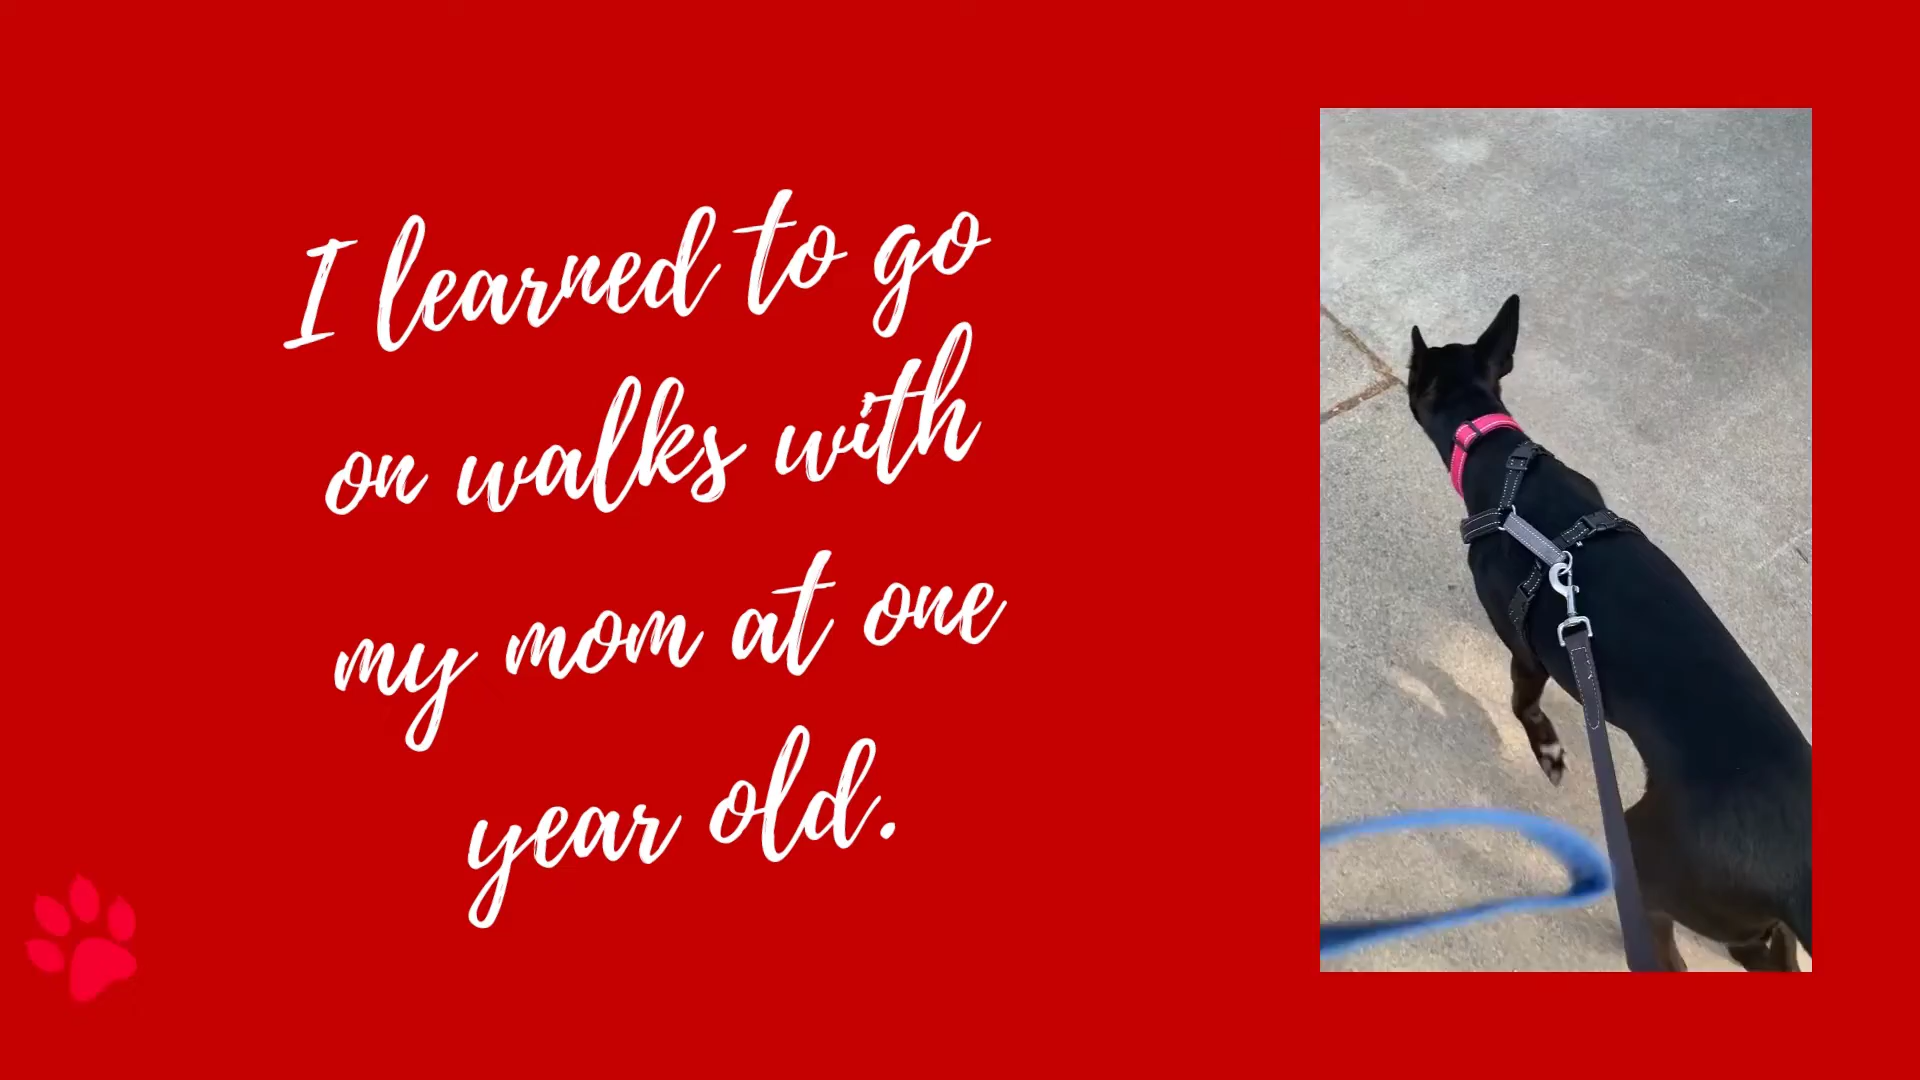 I learned to go
on walks with
my mom at one
year old.